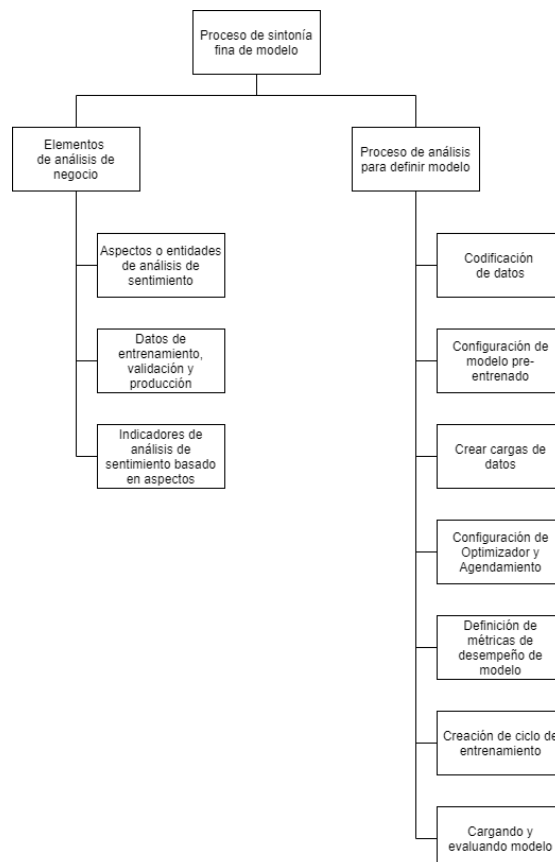 Proceso de sintonía
fina de modelo
Elementos
de análisis de
negocio
Proceso de análisis
para definir modelo
Aspectos o entidades
de análisis de
sentimiento
Datos de
entrenamiento,
validación y
producción
Indicadores de
análisis de
sentimiento basado
en aspectos
Codificación
de datos
Configuración de
modelo pre-
entrenado
Crear cargas de
datos
Configuración de
Optimizador y
Agendamiento
Definición de
métricas de
desempeño de
modelo
Creación de ciclo de
entrenamiento
Cargando y
evaluando modelo